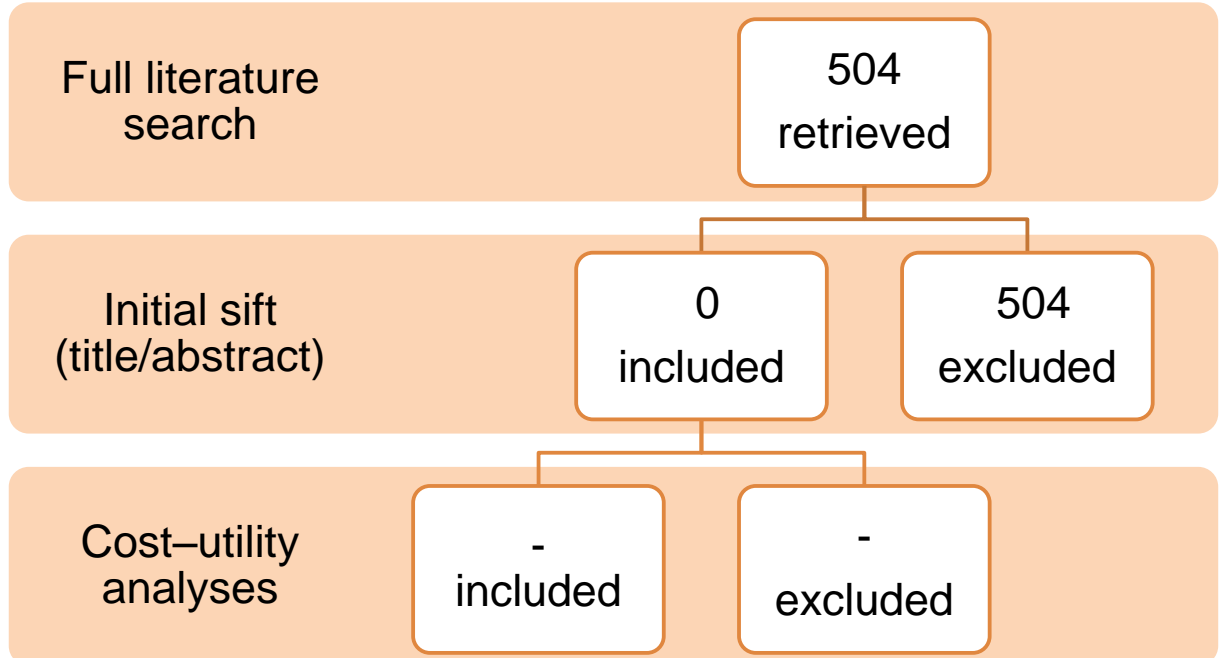 Full literature
search
504
retrieved
Initial sift
(title/abstract)
0
included
504
excluded
Cost–utility
analyses
-
included
-
excluded